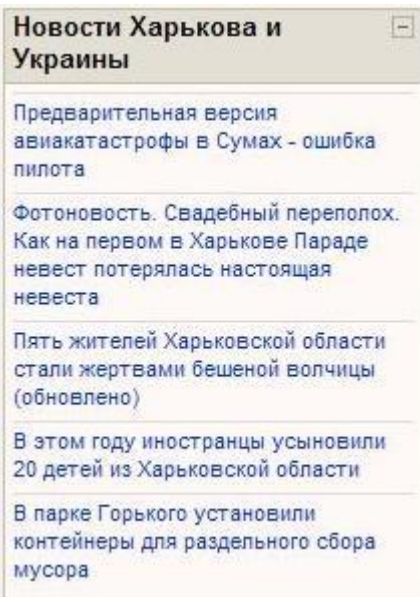 Новости Харькова и
Украины
Предварительная версия
авиакатастрофы в Сумах - ошибка
пилота
Фотоновость. Свадебный переполох.
Как на первом в Харькове Параде
невест потерялась настоящая
невеста
Пять жителей Харьковской области
стали жертвами бешеной волчицы
(обновлено)
В этом году иностранцы усыновили
20 детей из Харьковской области
В парке Горького установили
контейнеры для раздельного сбора
мусора